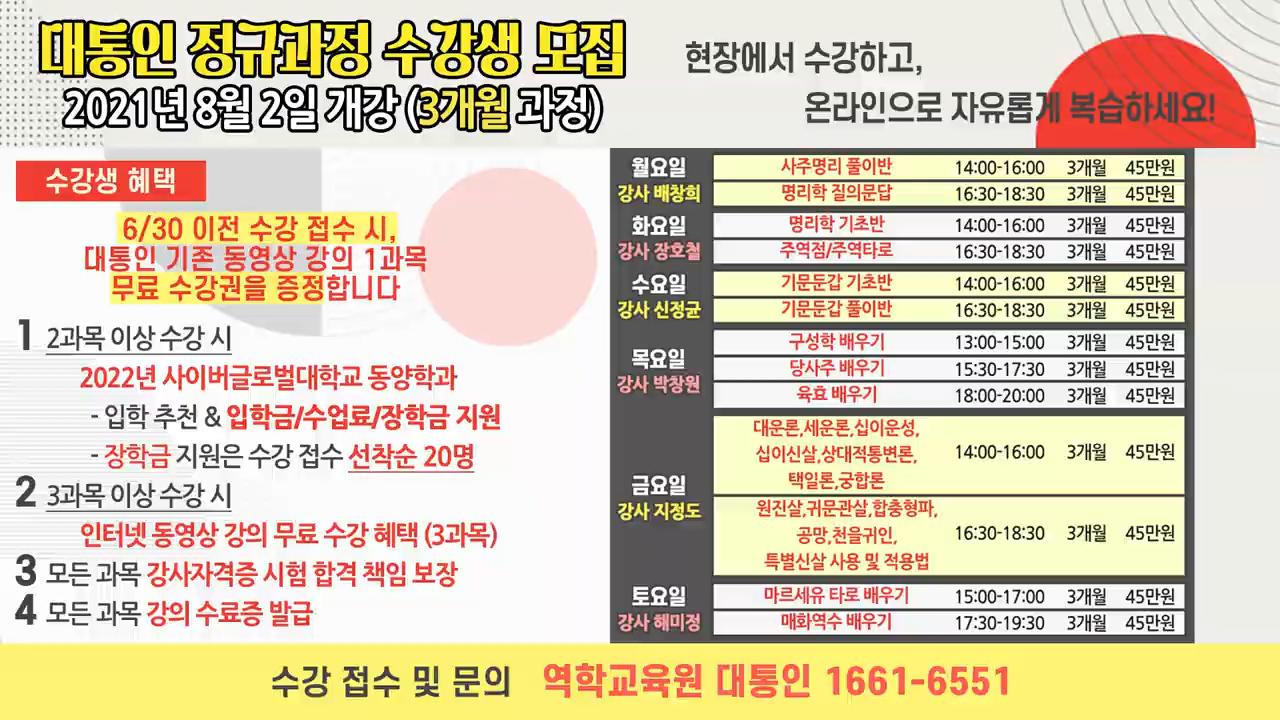 대통인 정규과정 수강생 모집
2021년 8월 2일 개강 (3개월 과정)
현장에서 수강하고,
온라인으로 자유롭게 복습하세요!
수강생 혜택
6/30 이전 수강 접수 시,
대통인 기존 동영상 강의 1과목
무료 수강권을 증정합니다
1 2과목 이상 수강 시
2022년 사이버글로벌대학교 동양학과
- 입학 추천 & 입학금/수업료/장학금 지원
- 장학금 지원은 수강 접수 선착순 20명
2 3과목 이상 수강 시
인터넷 동영상 강의 무료 수강 혜택 (3과목)
3 모든 과목 강사자격증 시험 합격 책임 보장
4 모든 과목 강의 수료증 발급
월요일
강사 배창희
사주명리 풀이반 14:00-16:00 3개월 45만원
명리학 질의문답 16:30-18:30 3개월 45만원
화요일
강사 장호철
명리학 기초반 14:00-16:00 3개월 45만원
주역점/주역타로 16:30-18:30 3개월 45만원
수요일
강사 신정균
기문둔갑 기초반 14:00-16:00 3개월 45만원
기문둔갑 풀이반 16:30-18:30 3개월 45만원
목요일
강사 박창원
구성학 배우기 13:00-15:00 3개월 45만원
당사주 배우기 15:30-17:30 3개월 45만원
육효 배우기 18:00-20:00 3개월 45만원
금요일
강사 지정도
대운론,세운론,십이운성,
십이신살,상대적통변론, 14:00-16:00 3개월 45만원
택일론,궁합론
원진살,귀문관살,합충형파,
공망,천을귀인, 16:30-18:30 3개월 45만원
특별신살 사용 및 적용법
토요일
강사 해미정
마르세유 타로 배우기 15:00-17:00 3개월 45만원
매화역수 배우기 17:30-19:30 3개월 45만원
수강 접수 및 문의 역학교육원 대통인 1661-6551